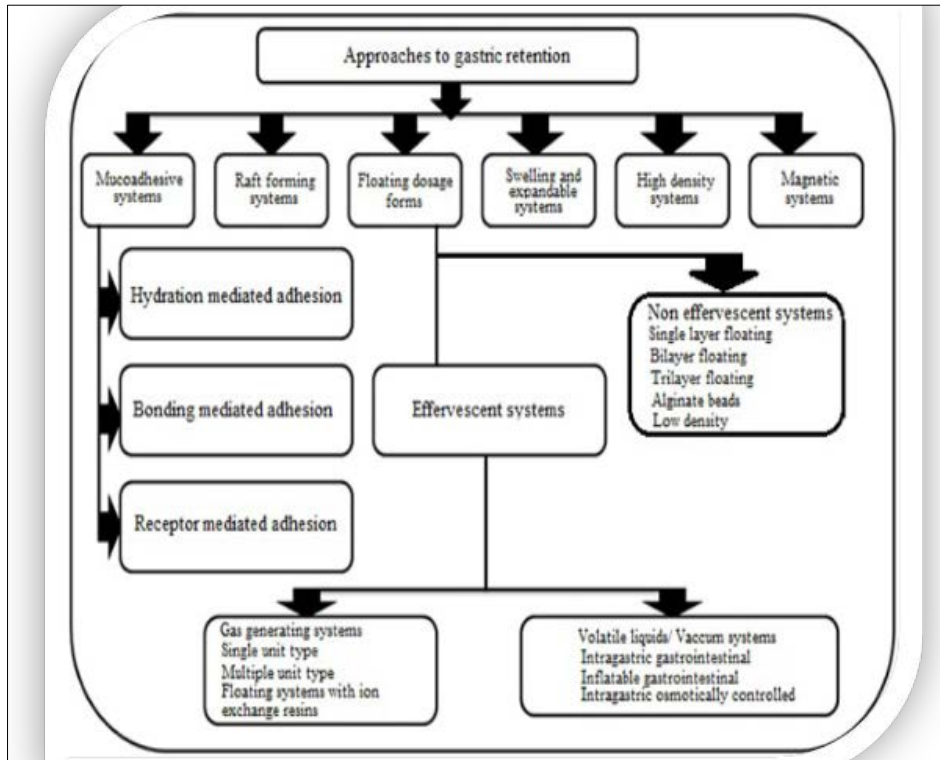 Approaches to gastric retention
Mucoadhesive
systems
Raft forming
systems
Floating dosage
forms
Swelling and
expandable
systems
High density
systems
Magnetic
systems
Hydration mediated adhesion
Bonding mediated adhesion
Receptor mediated adhesion
Effervescent systems
Non effervescent systems
Single layer floating
Bilayer floating
Trilayer floating
Alginate beads
Low density
Gas generating systems
Single unit type
Multiple unit type
Floating systems with ion
exchange resins
Volatile liquids/ Vaccum systems
Intragastric gastrointestinal
Inflatable gastrointestinal
Intragastric osmotically controlled